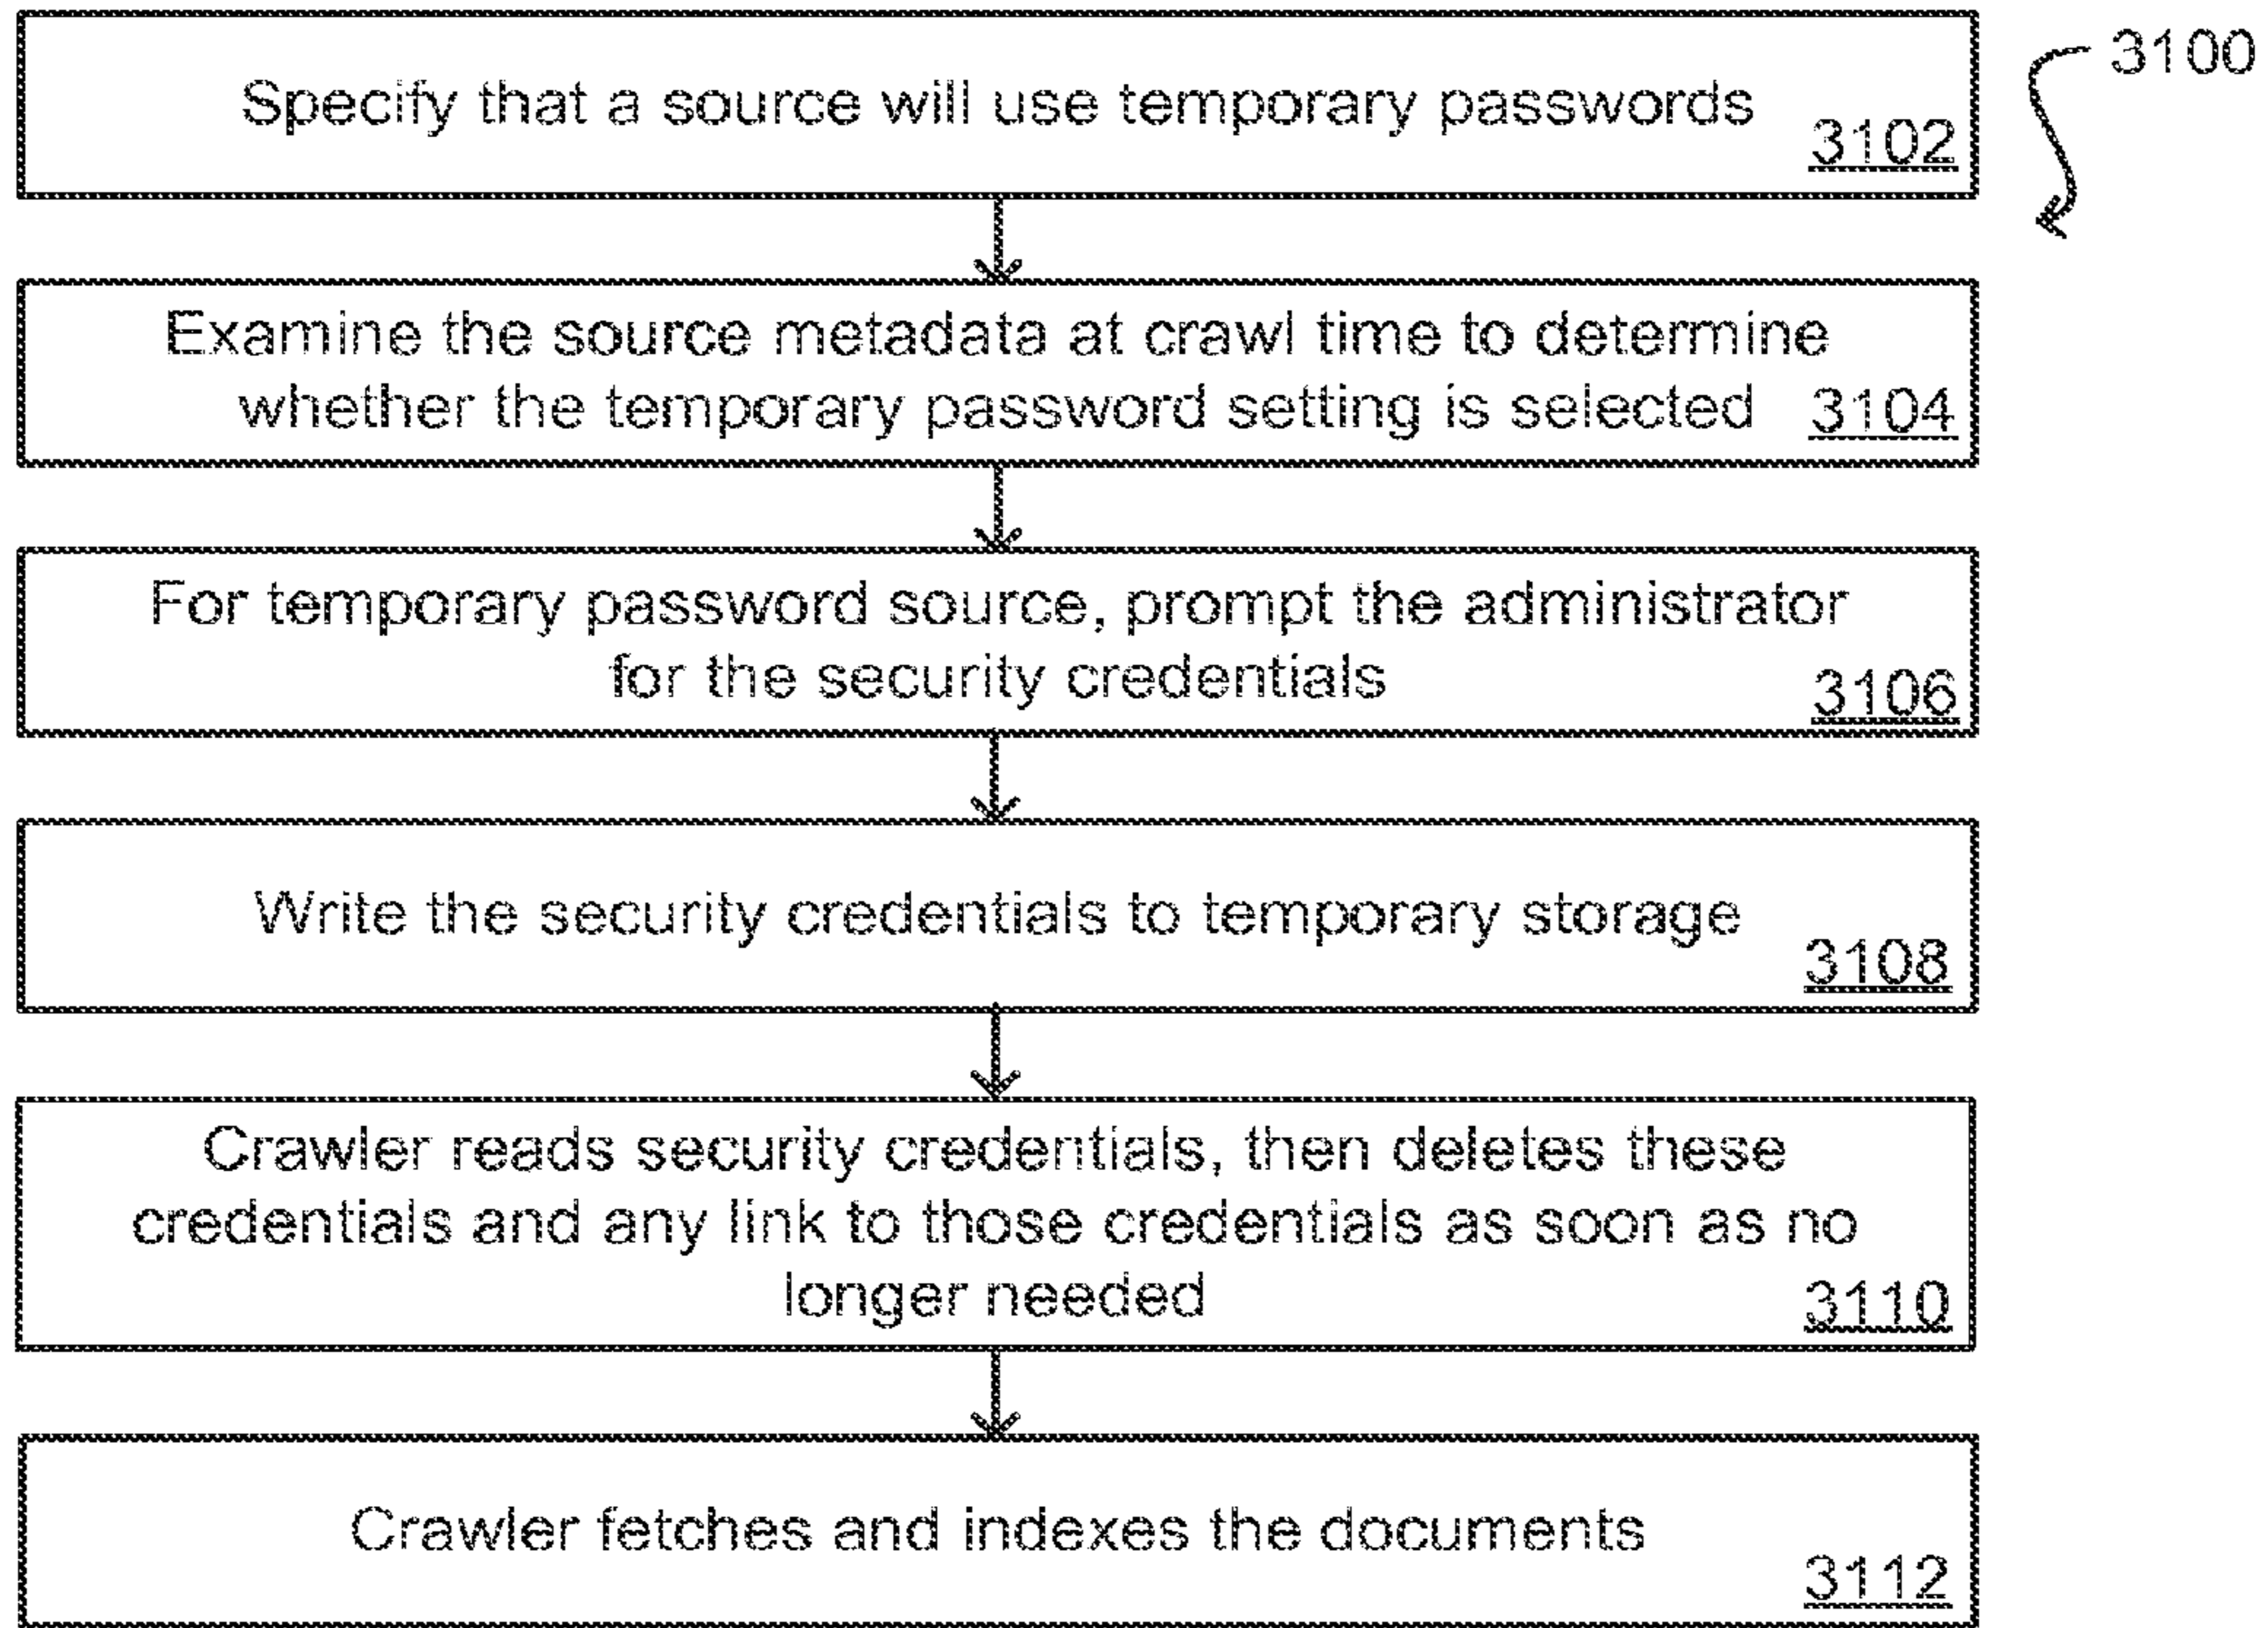 3100
Specify that a source will use temporary passwords
3102
Examine the source metadata at crawl time to determine
whether the temporary password setting is selected 3104
For temporary password source, prompt the administrator
for the security credentials
3106
Write the security credentials to temporary storage
3108
Crawler reads security credentials, then deletes these
credentials and any link to those credentials as soon as no
longer needed 3110
Crawler fetches and indexes the documents
3112